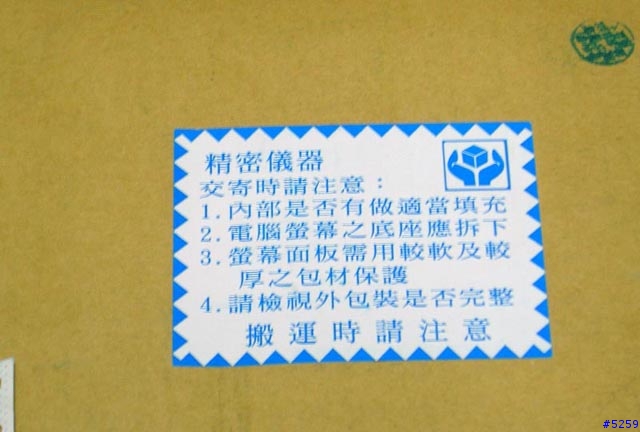 精密儀器
交寄時請注意：
1.內部是否有做適當填充
2.電腦螢幕之底座應拆下
3.螢幕面板需用較軟及較
厚之包材保護
4.請檢視外包裝是否完整
搬運時請注意
#5259